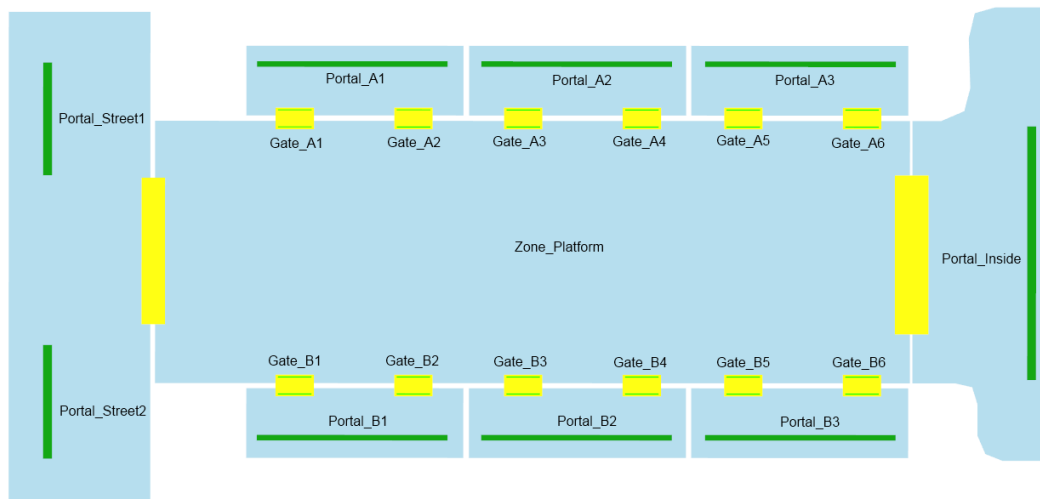 Portal_A1
Portal_A2
Portal_A3
Portal_Street1
Gate_A1
Gate_A2
Gate_A3
Gate_A4
Gate_A5
Gate_A6
Zone_Platform
Portal_Inside
Gate_B1
Gate_B2
Gate_B3
Gate_B4
Gate_B5
Gate_B6
Portal_Street2
Portal_B1
Portal_B2
Portal_B3